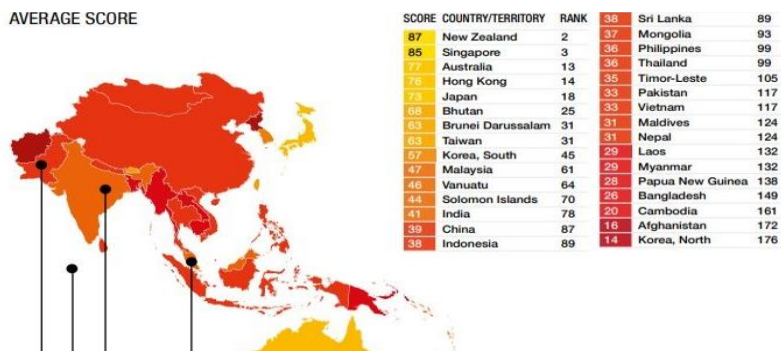 AVERAGE SCORE
SCORE COUNTRY/TERRITORY RANK
87 New Zealand 2
85 Singapore 3
77 Australia 13
76 Hong Kong 14
73 Japan 18
68 Bhutan 25
63 Brunei Darussalam 31
63 Taiwan 31
57 Korea, South 45
47 Malaysia 61
46 Vanuatu 64
44 Solomon Islands 70
41 India 78
39 China 87
38 Indonesia 89
38 Sri Lanka 89
37 Mongolia 93
36 Philippines 99
36 Thailand 99
35 Timor-Leste 105
33 Pakistan 117
33 Vietnam 117
31 Maldives 124
31 Nepal 124
29 Laos 132
29 Myanmar 132
28 Papua New Guinea 138
26 Bangladesh 149
20 Cambodia 161
16 Afghanistan 172
14 Korea, North 176